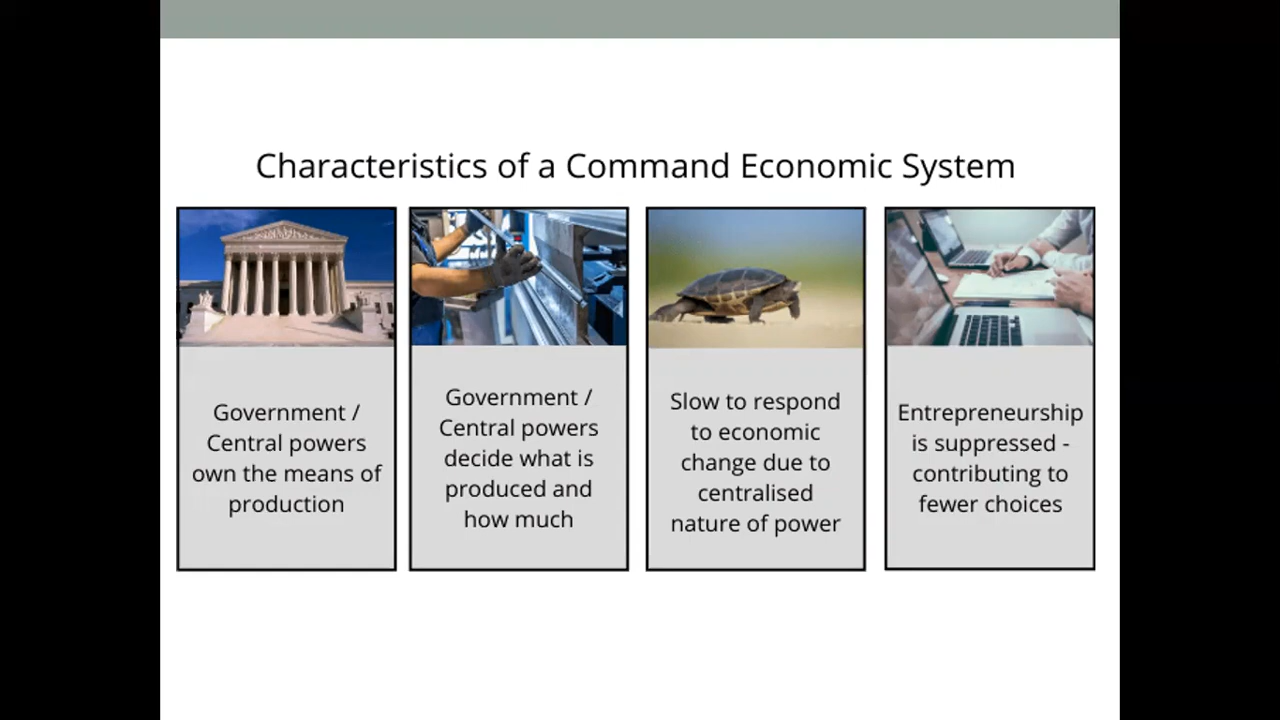 Characteristics of a Command Economic System
Government /
Central powers
own the means of
production
Government /
Central powers
decide what is
produced and
how much
Slow to respond
to economic
change due to
centralised
nature of power
Entrepreneurship
is suppressed -
contributing to
fewer choices